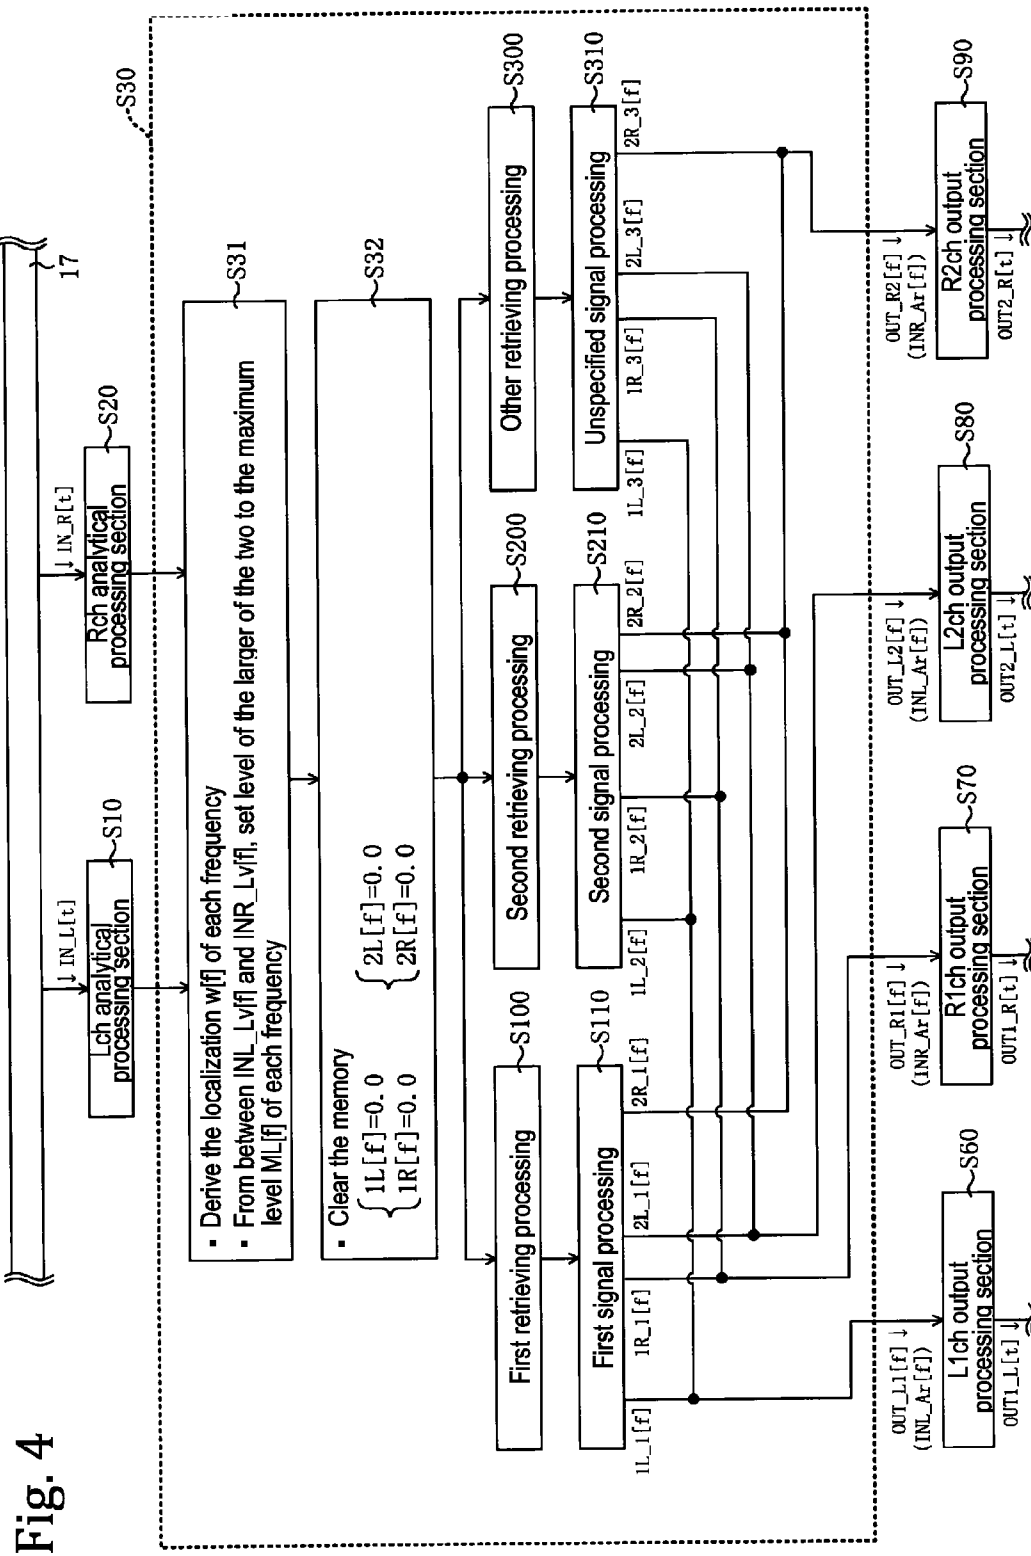 Fig. 4
17
↓ IN_L[t]
↓ IN_R[t]
Lch analytical
processing section
S10
Rch analytical
processing section
S20
S30
▪ Derive the localization w[f] of each frequency
▪ From between INL_Lv[f] and INR_Lv[f], set level of the larger of the two to the maximum
level ML[f] of each frequency
S31
▪ Clear the memory
{1L[f]=0.0
1R[f]=0.0
{2L[f]=0.0
2R[f]=0.0
S32
First retrieving processing
S100
Second retrieving processing
S200
Other retrieving processing
S300
First signal processing
S110
Second signal processing
S210
Unspecified signal processing
S310
1L_1[f]
1R_1[f]
2L_1[f]
2R_1[f]
1L_2[f]
1R_2[f]
2L_2[f]
2R_2[f]
1L_3[f]
1R_3[f]
2L_3[f]
2R_3[f]
OUT_L1[f] ↓
(INL_Ar[f])
OUT_R1[f] ↓
(INR_Ar[f])
OUT_L2[f] ↓
(INL_Ar[f])
OUT_R2[f] ↓
(INR_Ar[f])
L1ch output
processing section
S60
R1ch output
processing section
S70
L2ch output
processing section
S80
R2ch output
processing section
S90
OUT1_L[t] ↓
OUT1_R[t] ↓
OUT2_L[t] ↓
OUT2_R[t] ↓